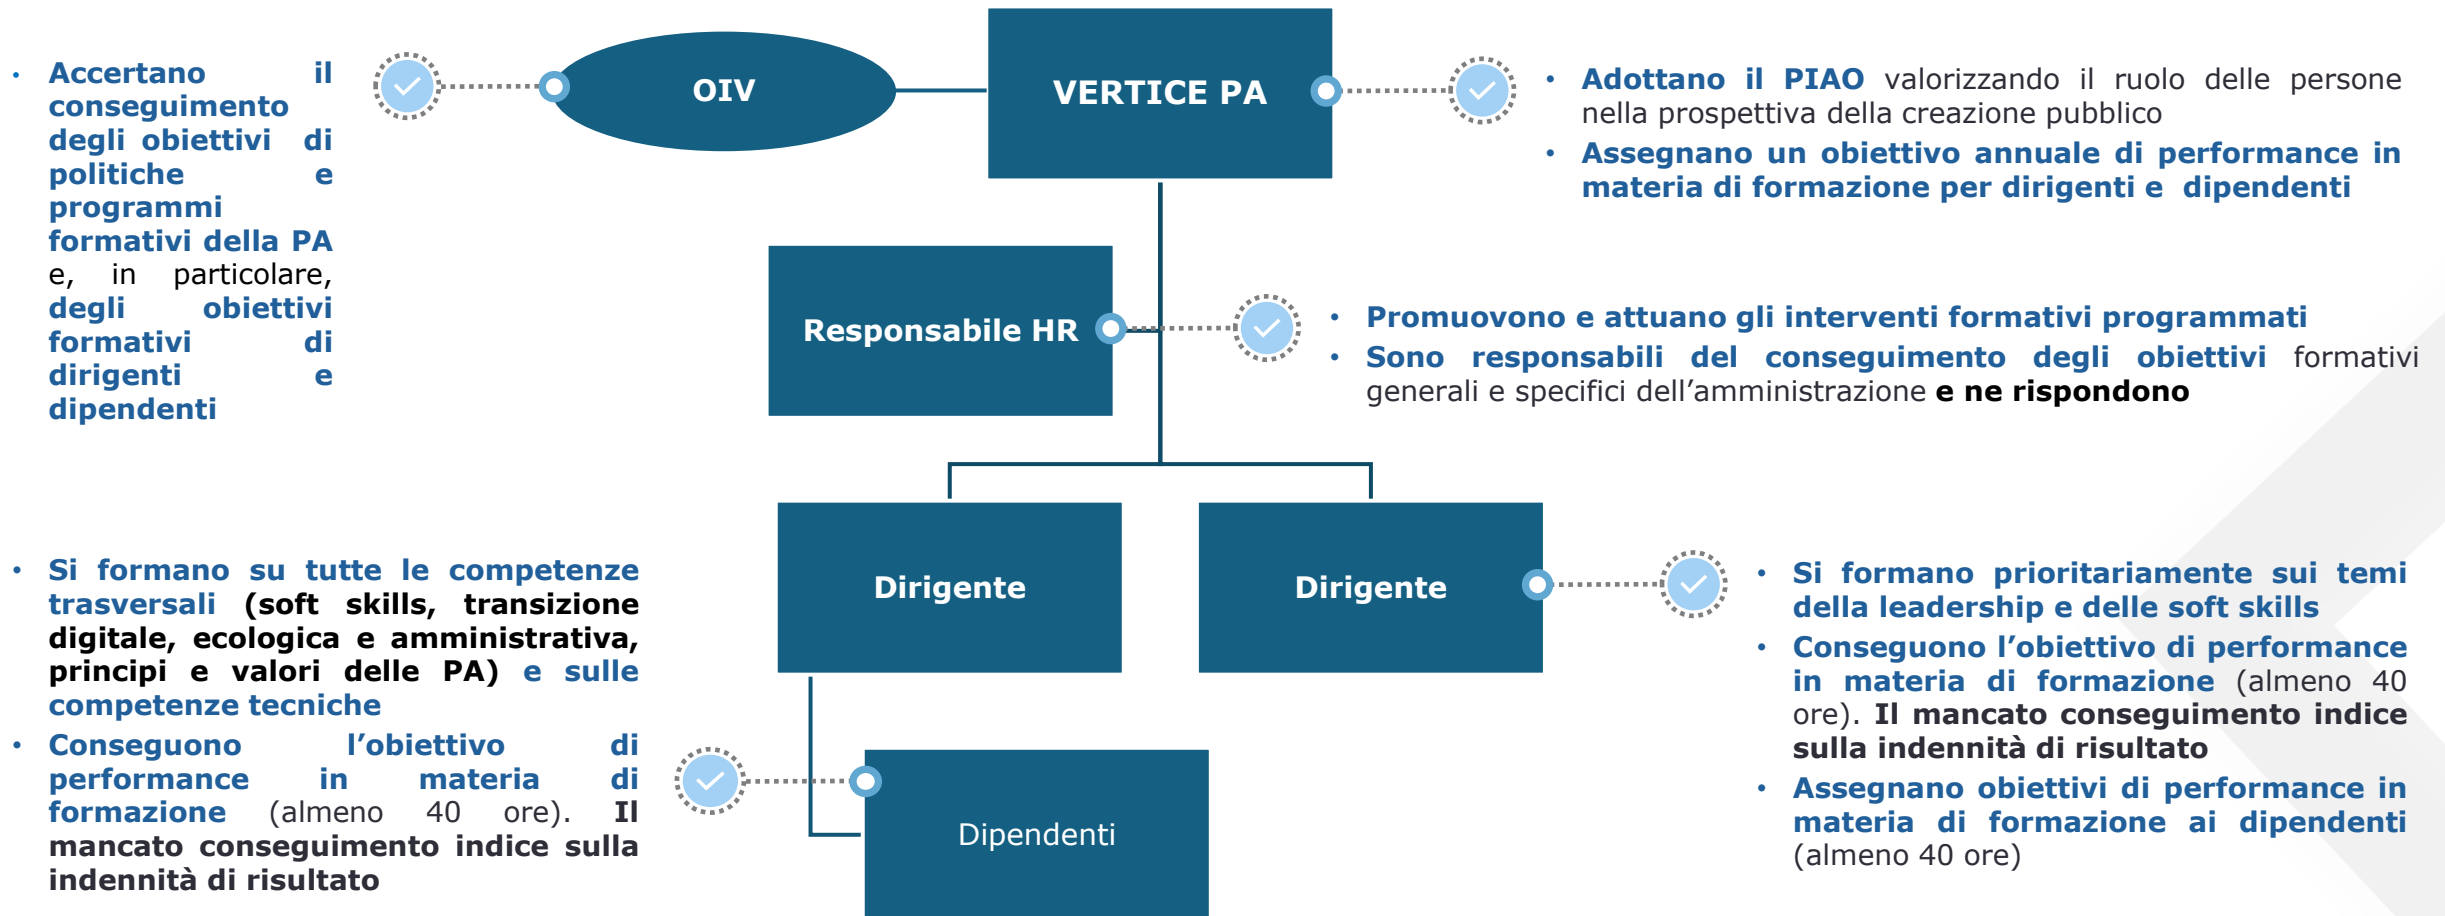 • Accertano il
conseguimento
degli obiettivi di
politiche e
programmi
formativi della PA
e, in particolare,
degli obiettivi
formativi di
dirigenti e
dipendenti
OIV
VERTICE PA
• Adottano il PIAO valorizzando il ruolo delle persone
nella prospettiva della creazione pubblico
• Assegnano un obiettivo annuale di performance in
materia di formazione per dirigenti e dipendenti
Responsabile HR
• Promuovono e attuano gli interventi formativi programmati
• Sono responsabili del conseguimento degli obiettivi formativi
generali e specifici dell’amministrazione e ne rispondono
• Si formano su tutte le competenze
trasversali (soft skills, transizione
digitale, ecologica e amministrativa,
principi e valori delle PA) e sulle
competenze tecniche
• Conseguono l’obiettivo di
performance in materia di
formazione (almeno 40 ore). Il
mancato conseguimento indice sulla
indennità di risultato
Dirigente
Dirigente
• Si formano prioritariamente sui temi
della leadership e delle soft skills
• Conseguono l’obiettivo di performance
in materia di formazione (almeno 40
ore). Il mancato conseguimento indice
sulla indennità di risultato
• Assegnano obiettivi di performance in
materia di formazione ai dipendenti
(almeno 40 ore)
Dipendenti